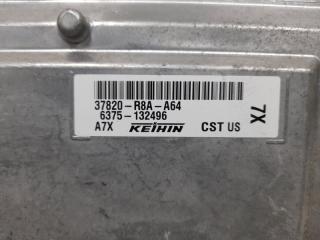 37820-R8A-A64
6375-132496
A7X KEIHIN CST US
7X